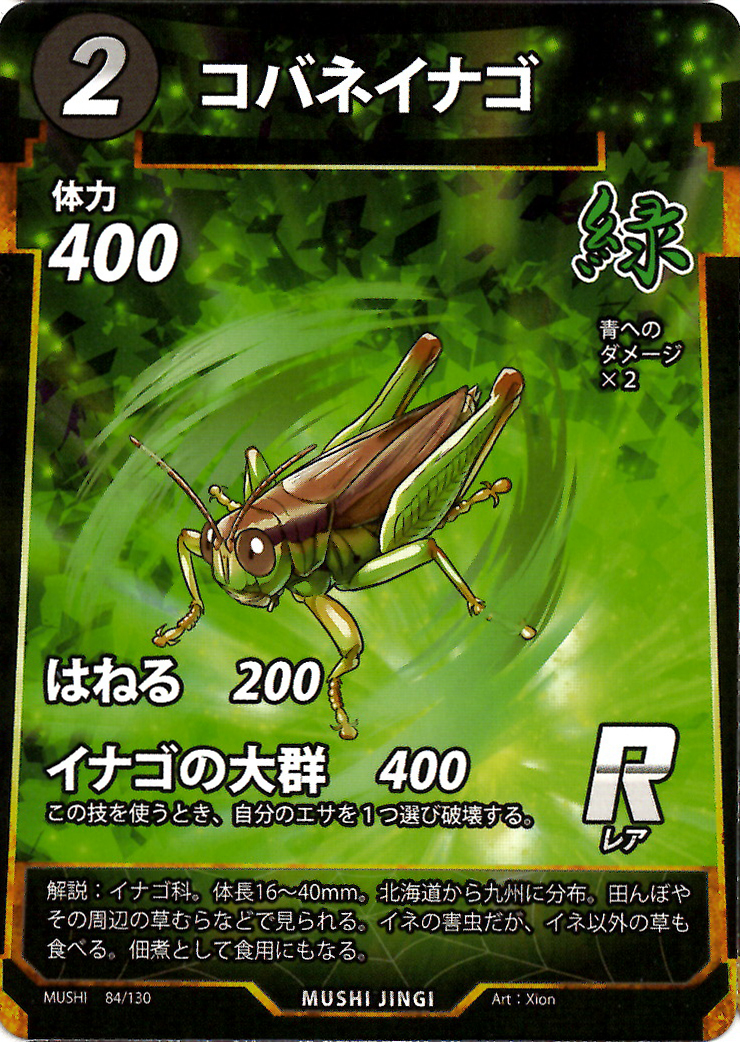 2
コバネイナゴ
体力
400
緑
青への
ダメージ
×2
はねる 200
イナゴの大群 400
この技を使うとき、自分のエサを1つ選び破壊する。
R
レア
解説：イナゴ科。体長16～40mm。北海道から九州に分布。田んぼや
その周辺の草むらなどで見られる。イネの害虫だが、イネ以外の草も
食べる。佃煮として食用にもなる。
MUSHI 84/130
MUSHI JINGI
Art：Xion